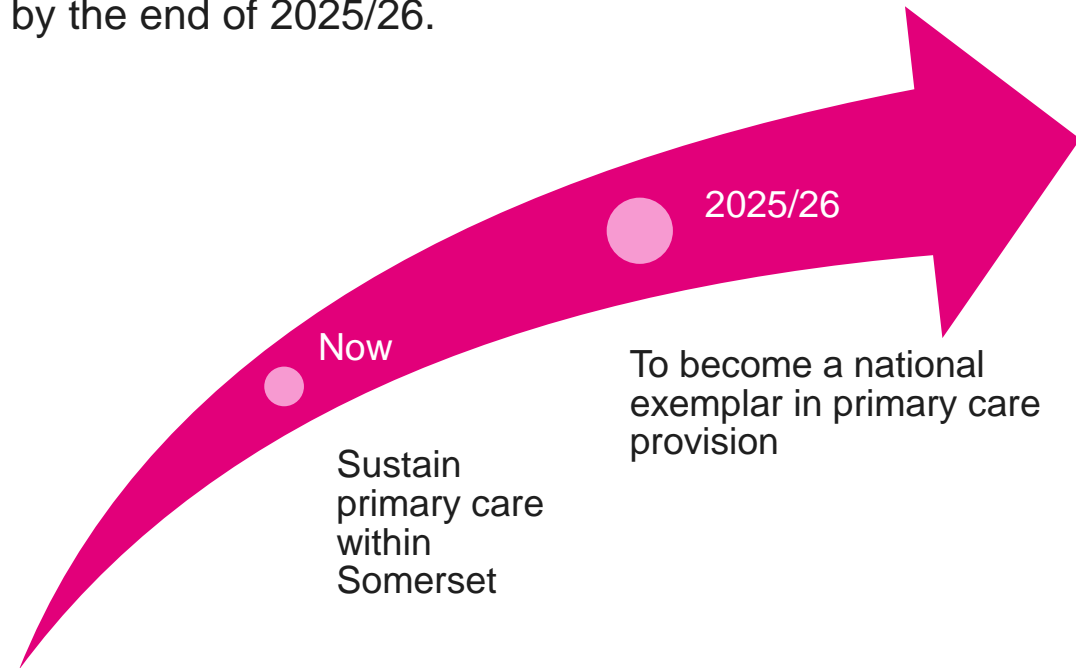 by the end of 2025/26.
2025/26
Now
To become a national
exemplar in primary care
provision
Sustain
primary care
within
Somerset